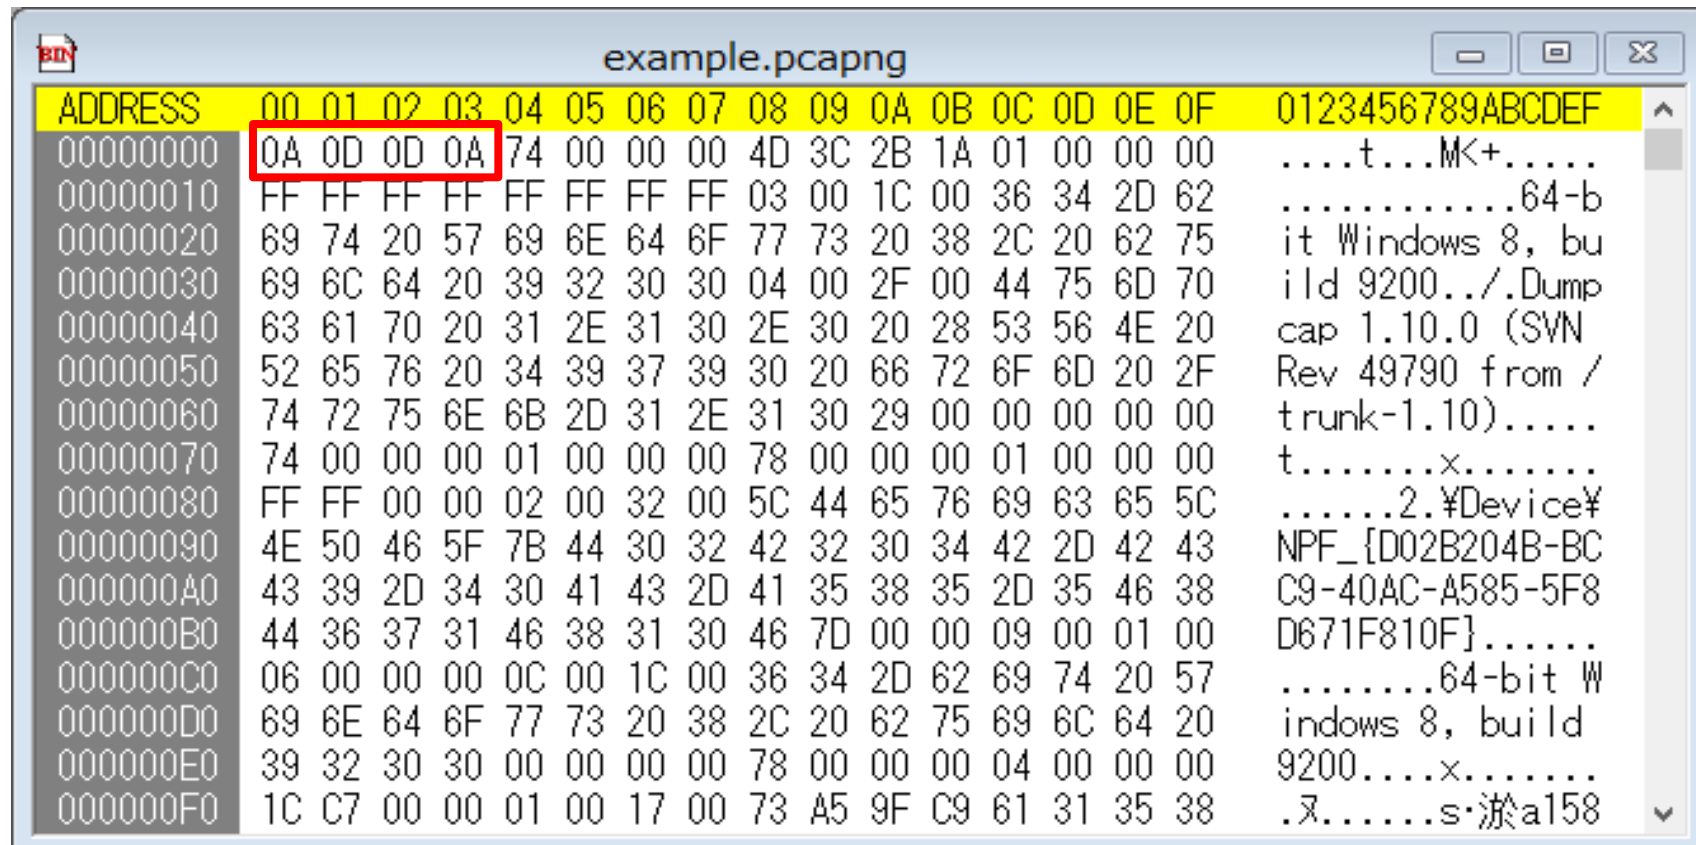 BIN
example.pcapng
ADDRESS 00 01 02 03 04 05 06 07 08 09 0A 0B 0C 0D 0E 0F 0123456789ABCDEF
00000000 0A 0D 0D 0A 74 00 00 00 4D 3C 2B 1A 01 00 00 00 ....t...M<+.....
00000010 FF FF FF FF FF FF FF FF 03 00 1C 00 36 34 2D 62 ............64-b
00000020 69 74 20 57 69 6E 64 6F 77 73 20 38 2C 20 62 75 it Windows 8, bu
00000030 69 6C 64 20 39 32 30 30 04 00 2F 00 44 75 6D 70 ild 9200../.Dump
00000040 63 61 70 20 31 2E 31 30 2E 30 20 28 53 56 4E 20 cap 1.10.0 (SVN
00000050 52 65 76 20 34 39 37 39 30 20 66 72 6F 6D 20 2F Rev 49790 from /
00000060 74 72 75 6E 6B 2D 31 2E 31 30 29 00 00 00 00 00 trunk-1.10).....
00000070 74 00 00 00 01 00 00 00 78 00 00 00 01 00 00 00 t.......x.......
00000080 FF FF 00 00 02 00 32 00 5C 44 65 76 69 63 65 5C ......2.¥Device¥
00000090 4E 50 46 5F 7B 44 30 32 42 32 30 34 42 2D 42 43 NPF_{D02B204B-BC
000000A0 43 39 2D 34 30 41 43 2D 41 35 38 35 2D 35 46 38 C9-40AC-A585-5F8
000000B0 44 36 37 31 46 38 31 30 46 7D 00 00 09 00 01 00 D671F810F}......
000000C0 06 00 00 00 0C 00 1C 00 36 34 2D 62 69 74 20 57 ........64-bit W
000000D0 69 6E 64 6F 77 73 20 38 2C 20 62 75 69 6C 64 20 indows 8, build
000000E0 39 32 30 30 00 00 00 00 78 00 00 00 04 00 00 00 9200....x.......
000000F0 1C C7 00 00 01 00 17 00 73 A5 9F C9 61 31 35 38 .ヌ......s･淤a158